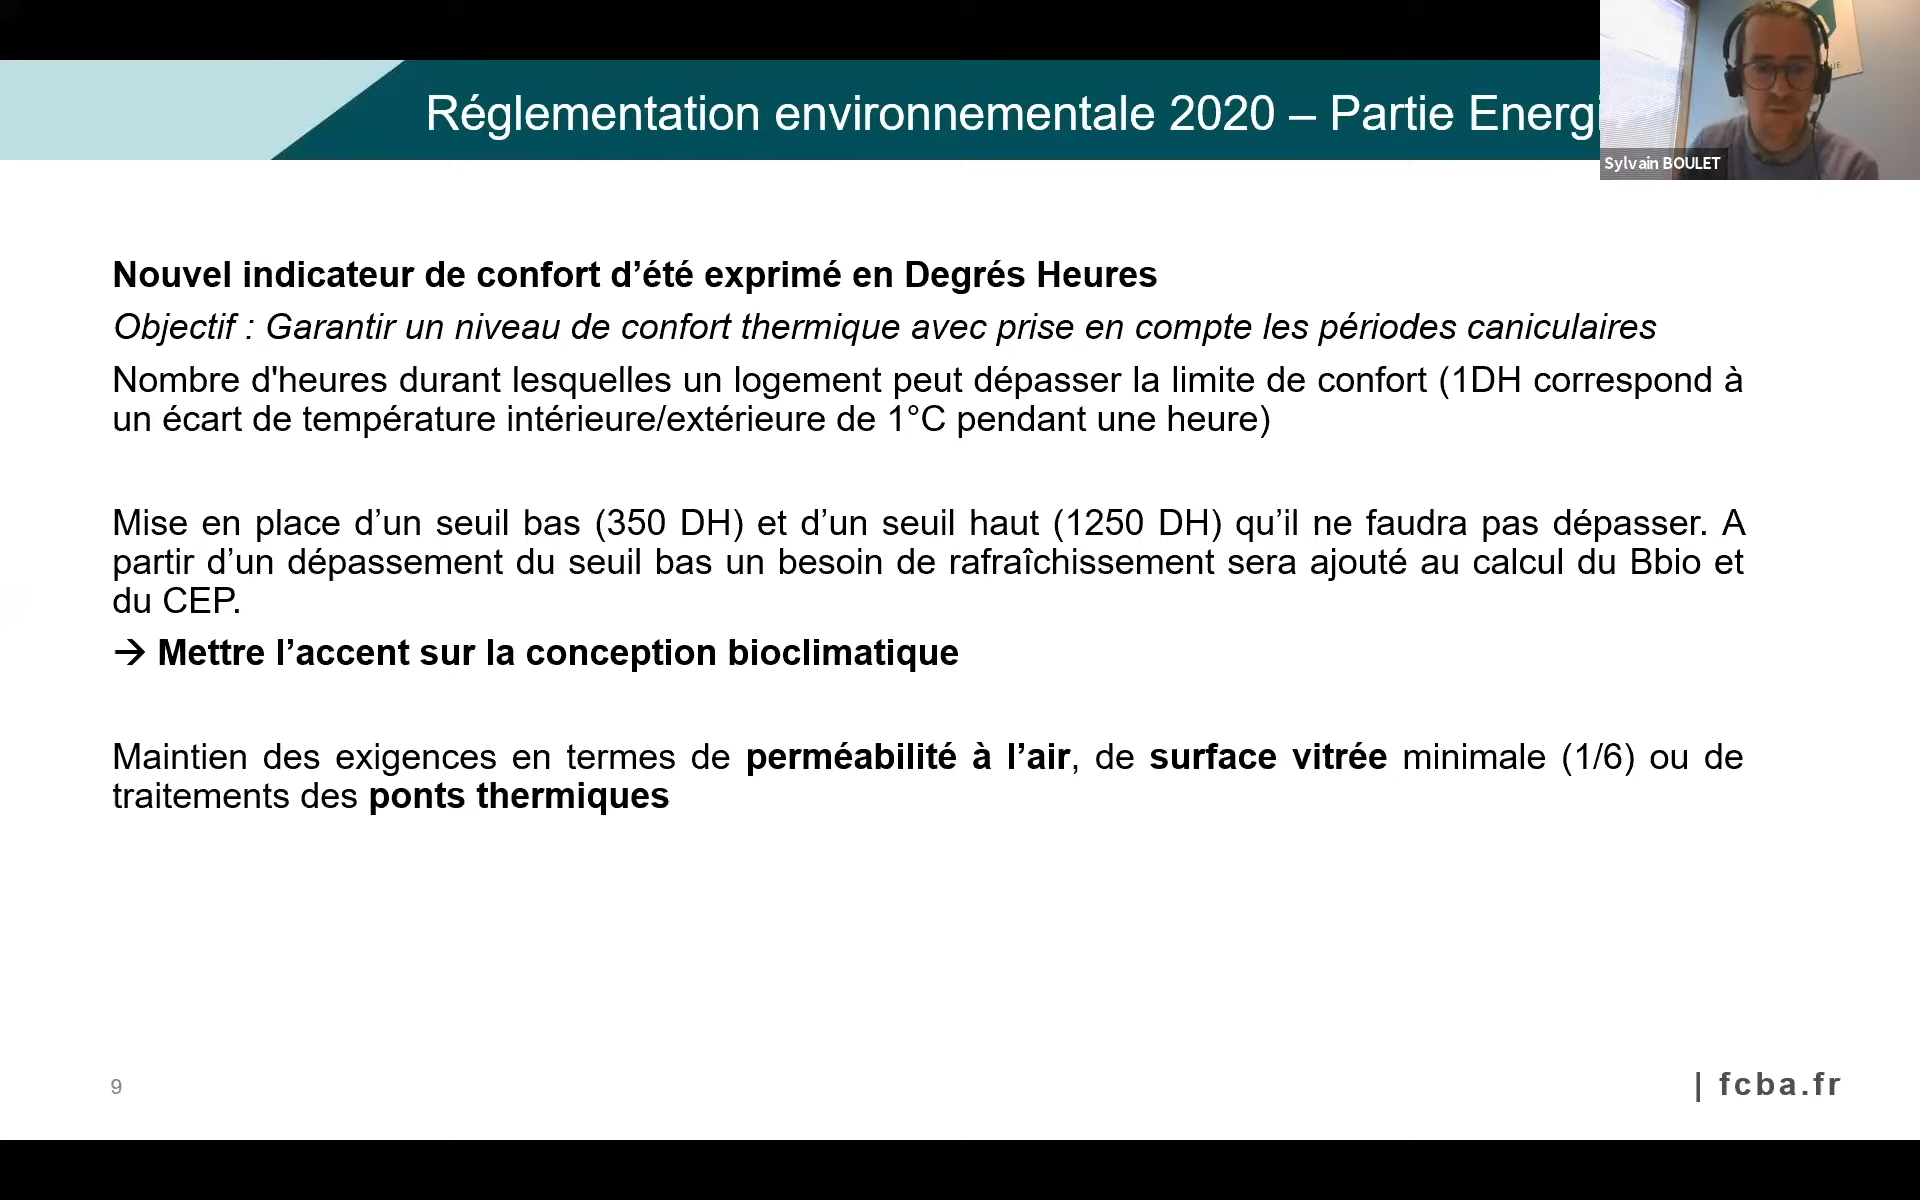 Réglementation environnementale 2020 – Partie Energi
Sylvain BOULET
Nouvel indicateur de confort d’été exprimé en Degrés Heures
Objectif : Garantir un niveau de confort thermique avec prise en compte les périodes caniculaires
Nombre d'heures durant lesquelles un logement peut dépasser la limite de confort (1DH correspond à
un écart de température intérieure/extérieure de 1°C pendant une heure)
Mise en place d’un seuil bas (350 DH) et d’un seuil haut (1250 DH) qu’il ne faudra pas dépasser. A
partir d’un dépassement du seuil bas un besoin de rafraîchissement sera ajouté au calcul du Bbio et
du CEP.
→ Mettre l’accent sur la conception bioclimatique
Maintien des exigences en termes de perméabilité à l’air, de surface vitrée minimale (1/6) ou de
traitements des ponts thermiques
9
| fcba.fr